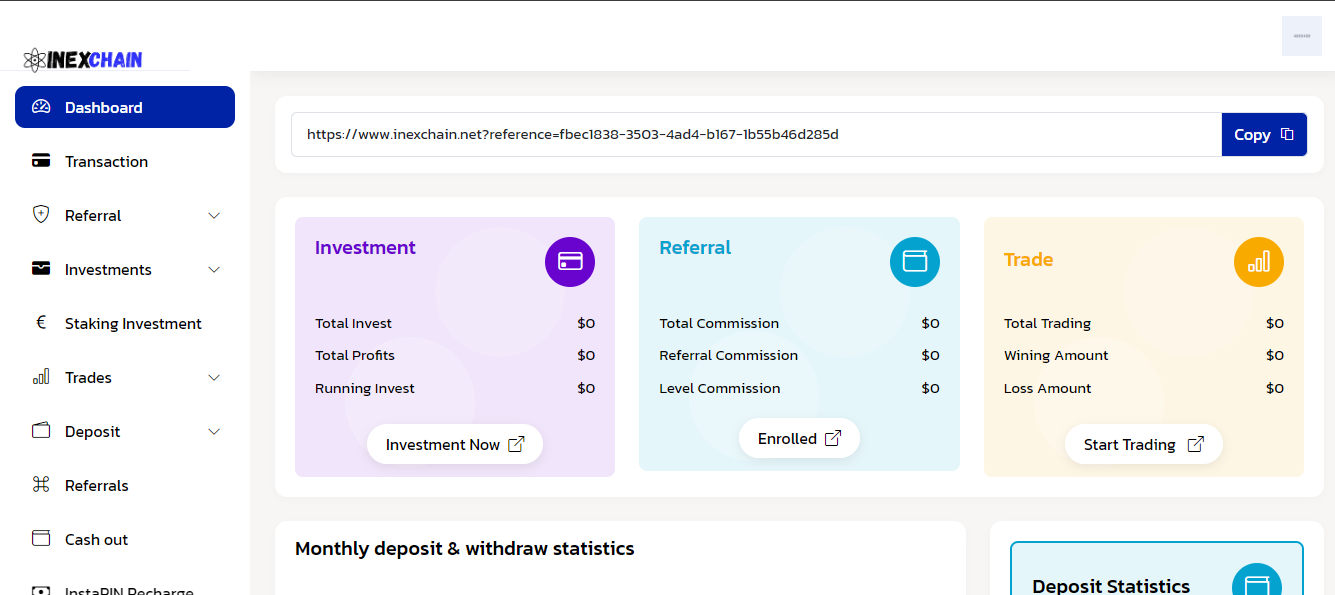 INEXCHAIN
Dashboard
Transaction
Referral
Investments
€ Staking Investment
Trades
Deposit
Referrals
Cash out
InstaPIN Recharge
https://www.inexchain.net?reference=fbec1838-3503-4ad4-b167-1b55b46d285d
Copy
Investment
Total Invest $0
Total Profits $0
Running Invest $0
Investment Now
Referral
Total Commission $0
Referral Commission $0
Level Commission $0
Enrolled
Trade
Total Trading $0
Wining Amount $0
Loss Amount $0
Start Trading
Monthly deposit & withdraw statistics
Deposit Statistics